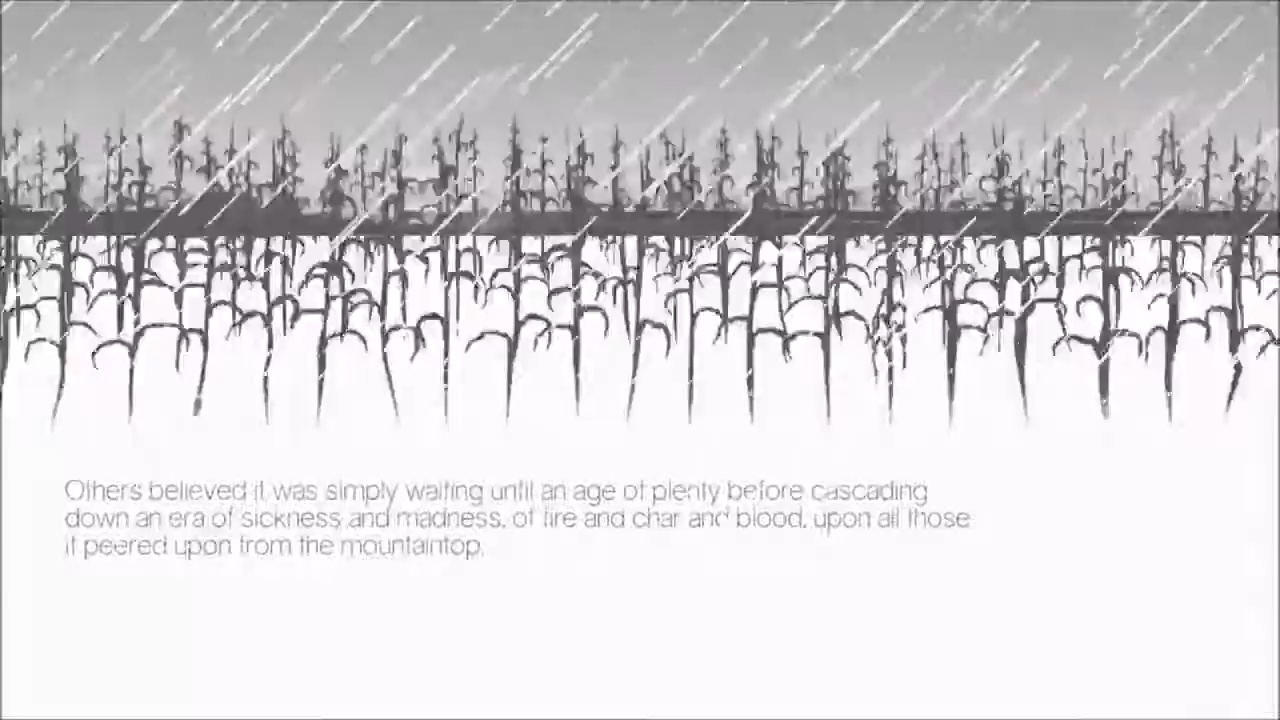 Others believed it was simply waiting until an age of plenty before cascading
down an era of sickness and madness, of fire and char and blood, upon all those
it peered upon from the mountaintop.